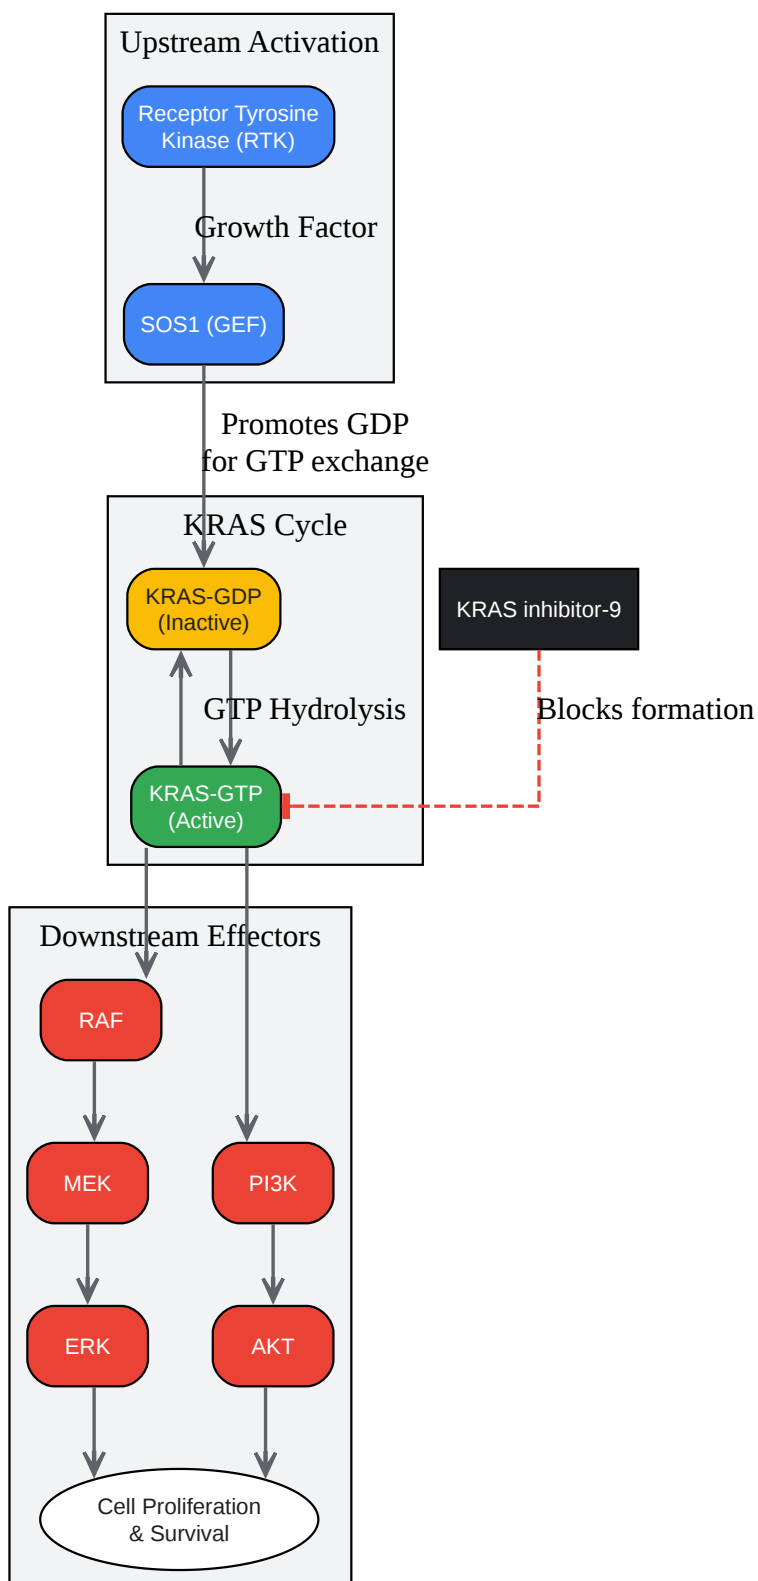 Upstream Activation
Receptor Tyrosine
Kinase (RTK)
Growth Factor
SOS1 (GEF)
Promotes GDP
for GTP exchange
KRAS Cycle
KRAS-GDP
(Inactive)
KRAS inhibitor-9
GTP Hydrolysis
Blocks formation
KRAS-GTP
(Active)
Downstream Effectors
RAF
MEK
PI3K
ERK
AKT
Cell Proliferation
& Survival